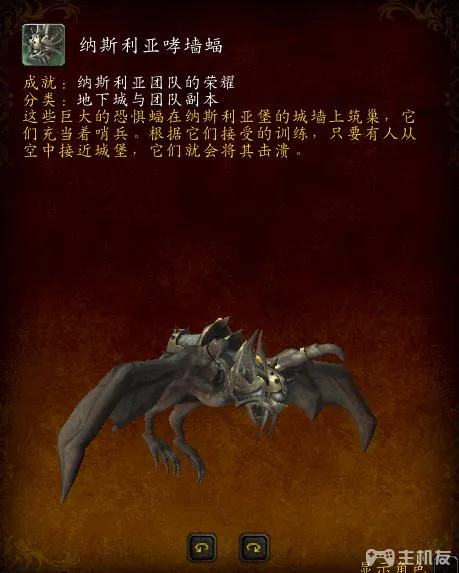 纳斯利亚哮墙蝠
成就：纳斯利亚团队的荣耀
分类：地下城与团队副本
这些巨大的恐惧蝠在纳斯利亚堡的城墙上筑巢，它
们充当着哨兵。根据它们接受的训练，只要有人从
空中接近城堡，它们就会将其击溃。
显示角色
主机友